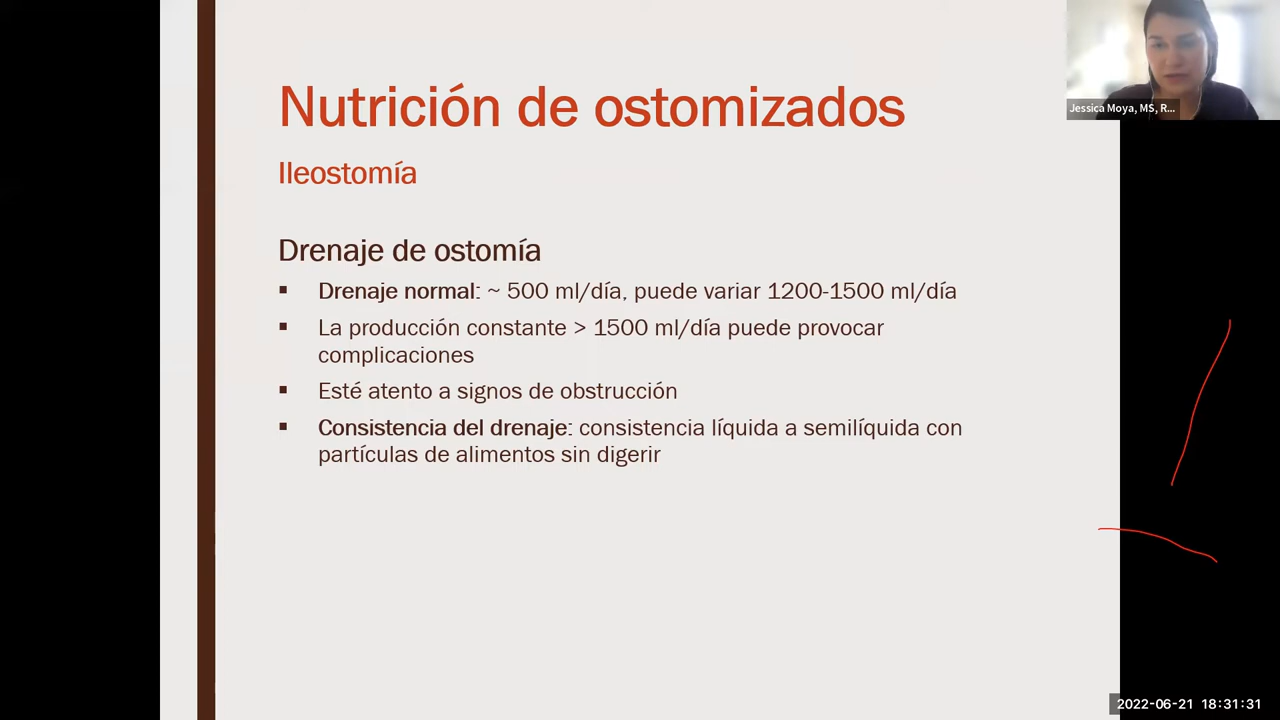 Nutrición de ostomizados
Ileostomía
Drenaje de ostomía
▪ Drenaje normal: ~ 500 ml/día, puede variar 1200-1500 ml/día
▪ La producción constante > 1500 ml/día puede provocar
complicaciones
▪ Esté atento a signos de obstrucción
▪ Consistencia del drenaje: consistencia líquida a semilíquida con
partículas de alimentos sin digerir
Jessica Moya, MS, R...
2022-06-21 18:31:31